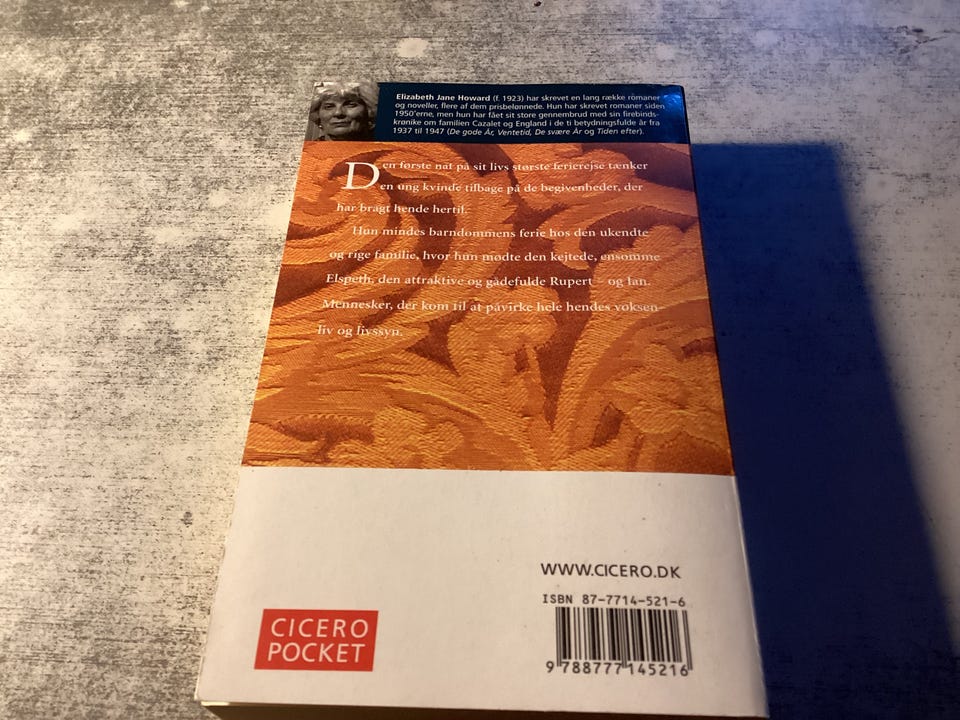 Elizabeth Jane Howard (f. 1923) har skrevet en lang række romaner
og noveller, flere af dem prisbelønnede. Hun har skrevet romaner siden
1950'erne, men hun har fået sit store gennembrud med sin firebinds-
krønike om familien Cazalet og England i de ti betydningsfulde år fra
1937 til 1947 (De gode År, Ventetid, De svære År og Tiden efter).
Den første nat på sit livs største ferierejse tænker
en ung kvinde tilbage på de begivenheder, der
har bragt hende hertil.
Hun mindes barndommens ferie hos den ukendte
og rige familie, hvor hun mødte den kejtede, ensomme
Elspeth, den attraktive og gådefulde Rupert – og Ian.
Mennesker, der kom til at påvirke hele hendes voksen-
liv og livssyn.
WWW.CICERO.DK
ISBN 87-7714-521-6
9 788777 145216
CICERO
POCKET